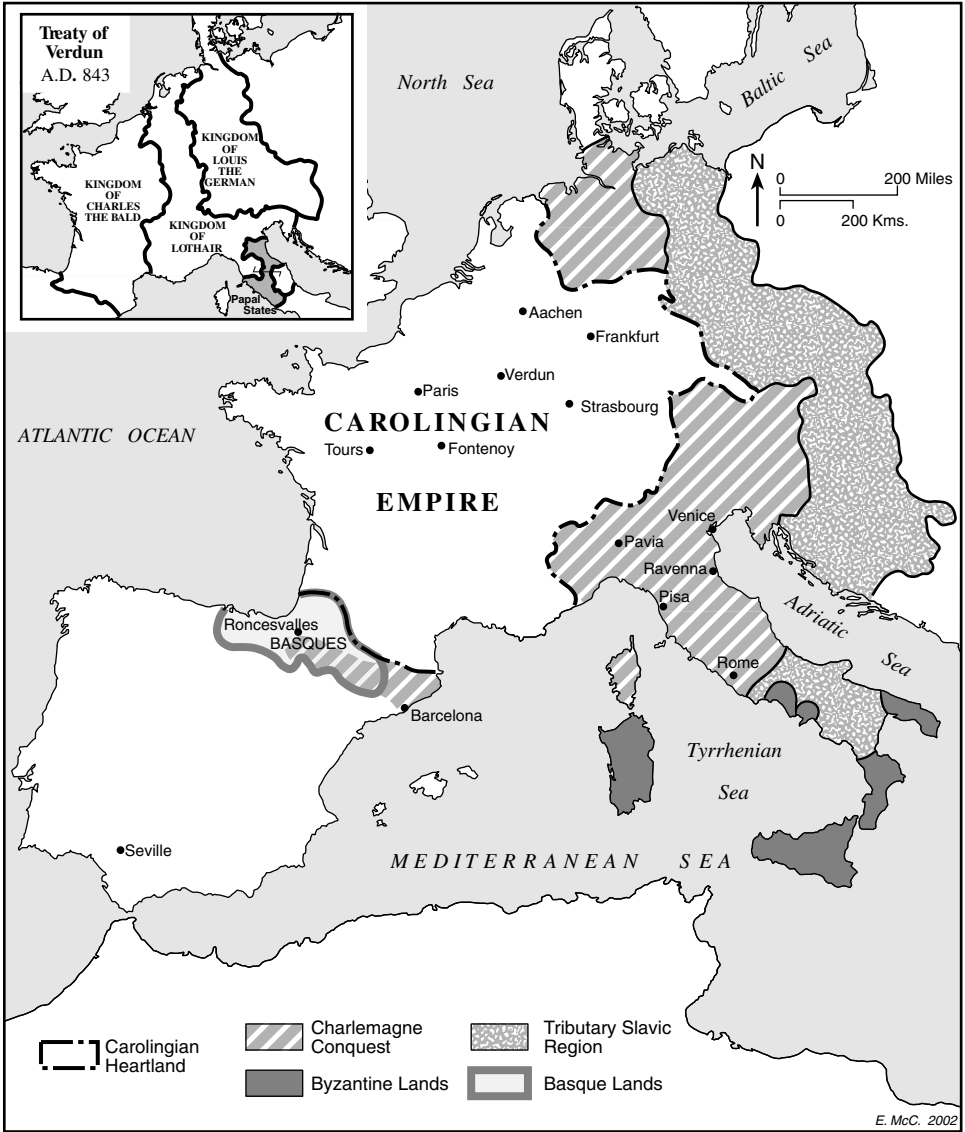 Treaty of
Verdun
A.D. 843
KINGDOM
OF
LOUIS
THE
GERMAN
KINGDOM
OF
CHARLES
THE BALD
KINGDOM
OF
LOTHAIR
Papal
States
North Sea
Baltic Sea
N
0 200 Miles
0 200 Kms.
Aachen
Frankfurt
Verdun
Paris
Strasbourg
CAROLINGIAN
ATLANTIC OCEAN
Tours
Fontenoy
EMPIRE
Venice
Pavia
Ravenna
Pisa
Adriatic
Sea
Roncesvalles
BASQUES
Rome
Barcelona
Tyrrhenian
Sea
Seville
MEDITERRANEAN SEA
Carolingian
Heartland
Charlemagne
Conquest
Tributary Slavic
Region
Byzantine Lands
Basque Lands
E. McC. 2002